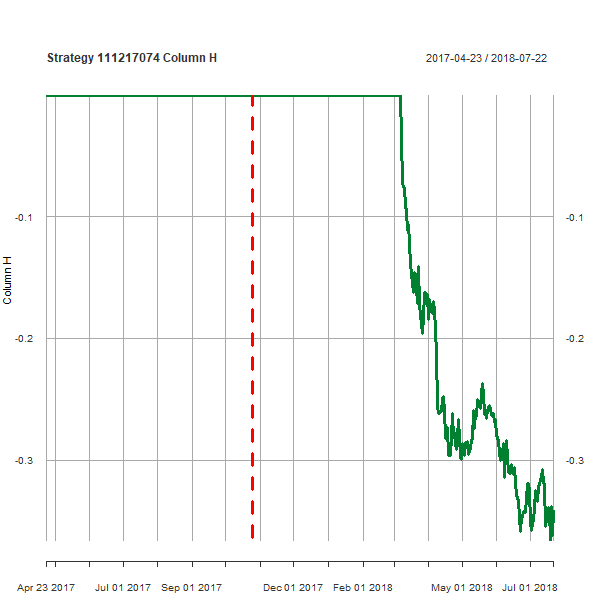 Strategy 111217074 Column H
2017-04-23 / 2018-07-22
-0.1
-0.1
-0.2
-0.2
-0.3
-0.3
Column H
Apr 23 2017
Jul 01 2017
Sep 01 2017
Dec 01 2017
Feb 01 2018
May 01 2018
Jul 01 2018